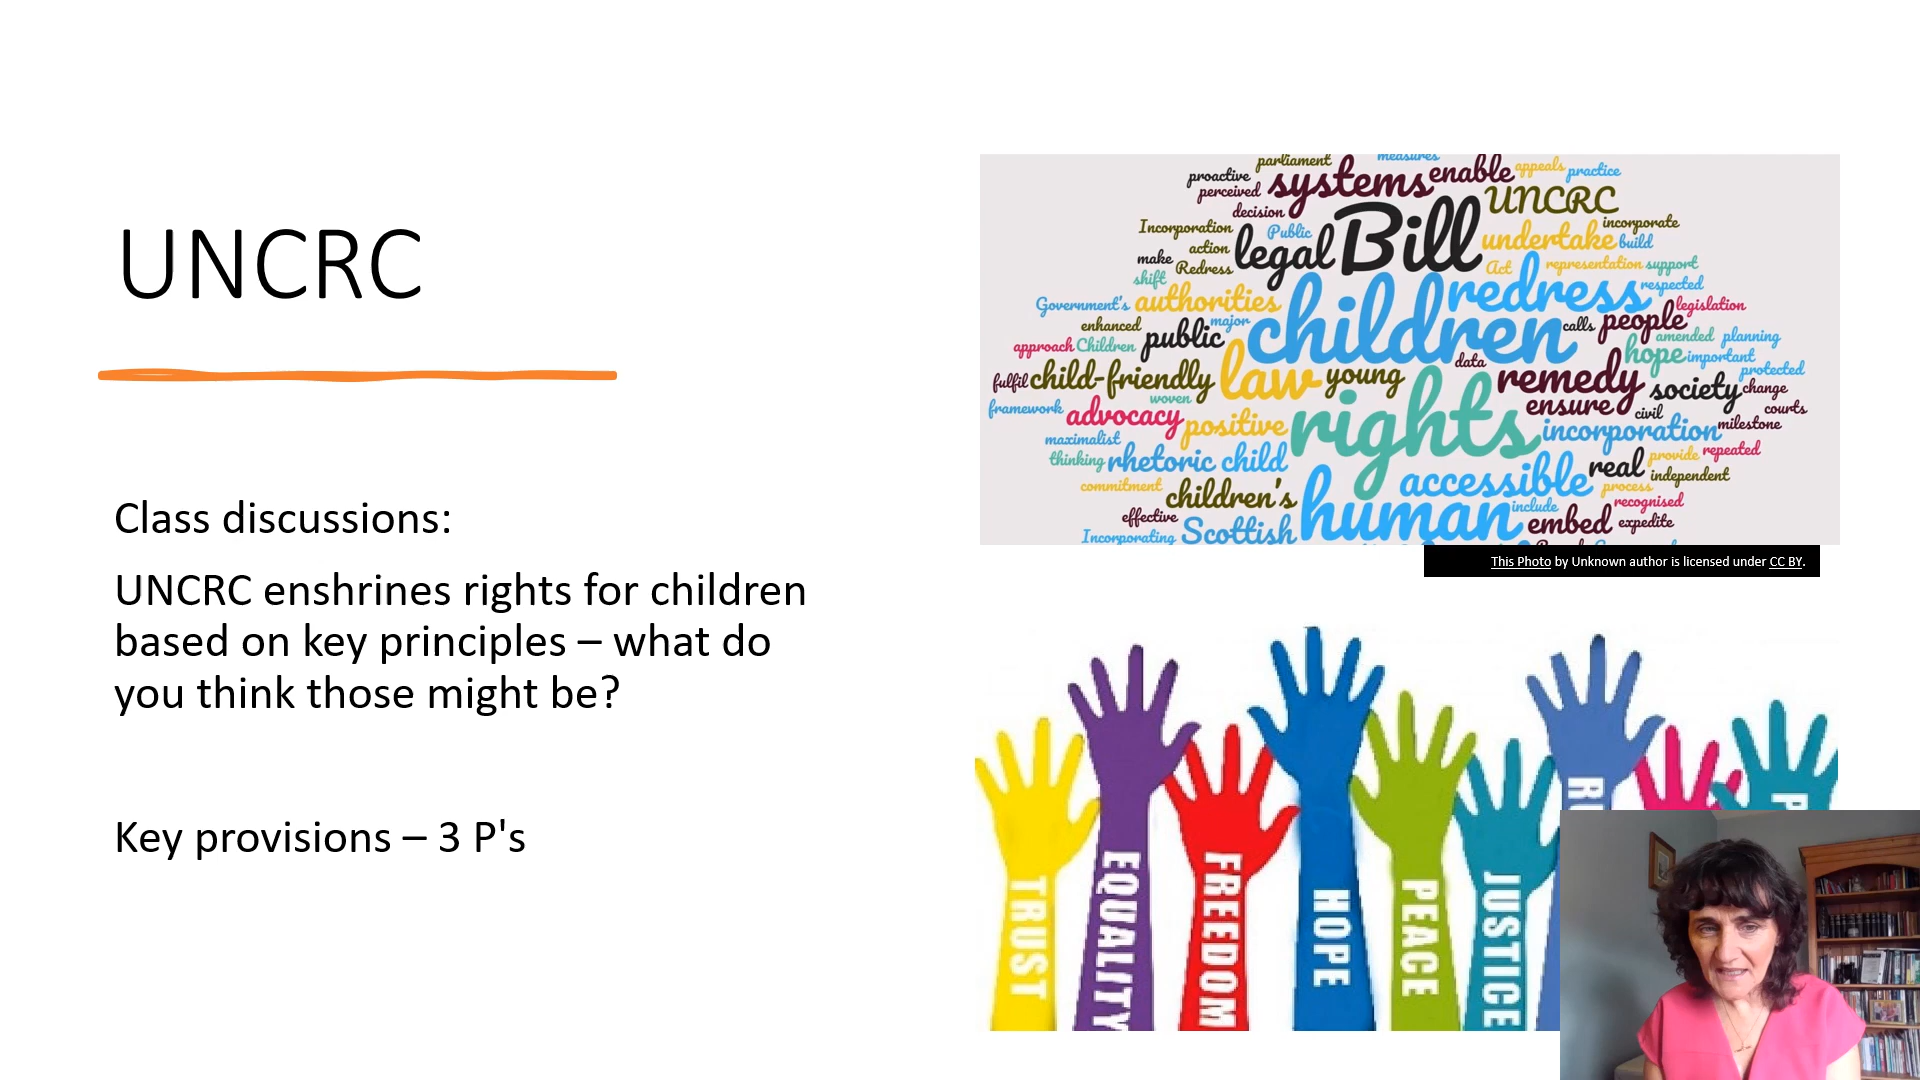 UNCRC
Class discussions:
UNCRC enshrines rights for children
based on key principles – what do
you think those might be?
Key provisions – 3 P's
parliament measures
proactive systems enable appeals practice
perceived UNCRC
decision Bill
Incorporation Public legal undertake incorporate
action build
make Redress Act representation support
shift redress respected
Government's authorities children legislation
enhanced public major calls people
approach Children amended planning
hope important
fulfil child-friendly law young data remedy protected
woven society change
framework advocacy positive rights ensure civil courts
maximalist incorporation milestone
thinking rhetoric child real provide repeated
commitment accessible process independent
children's human include recognised
effective Scottish embed expedite
Incorporating
This Photo by Unknown author is licensed under CC BY.
TRUST
EQUALITY
FREEDOM
HOPE
PEACE
JUSTICE